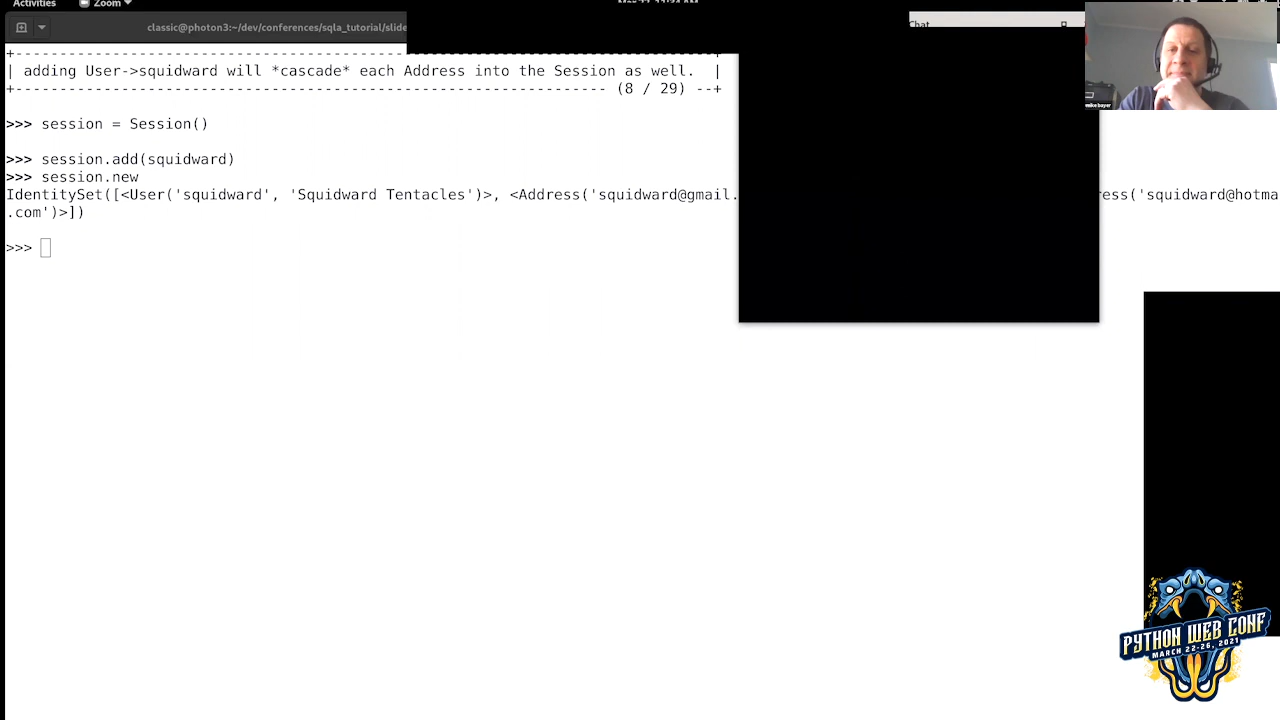 Activities
Zoom
classic@photon3:~/dev/conferences/sqla_tutorial/slide
Chat
| adding User->squidward will *cascade* each Address into the Session as well. |
+------------------------------------------------------------------- (8 / 29) --+
>>> session = Session()
>>> session.add(squidward)
>>> session.new
IdentitySet([<User('squidward', 'Squidward Tentacles')>, <Address('squidward@gmail. ress('squidward@hotma
.com')>])
>>>
mike bayer
PYTHON WEB CONF
MARCH 22-26, 2021